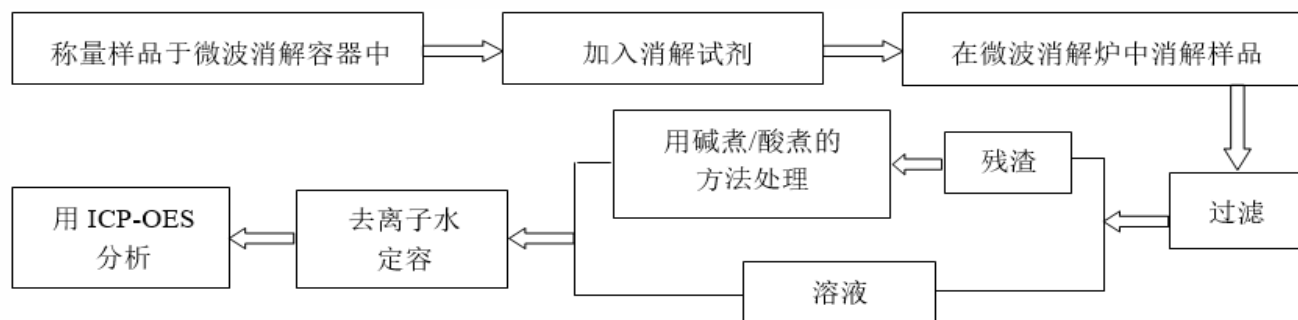 称量样品于微波消解容器中
加入消解试剂
在微波消解炉中消解样品
过滤
残渣
用碱煮/酸煮的
方法处理
溶液
去离子水
定容
用 ICP-OES
分析